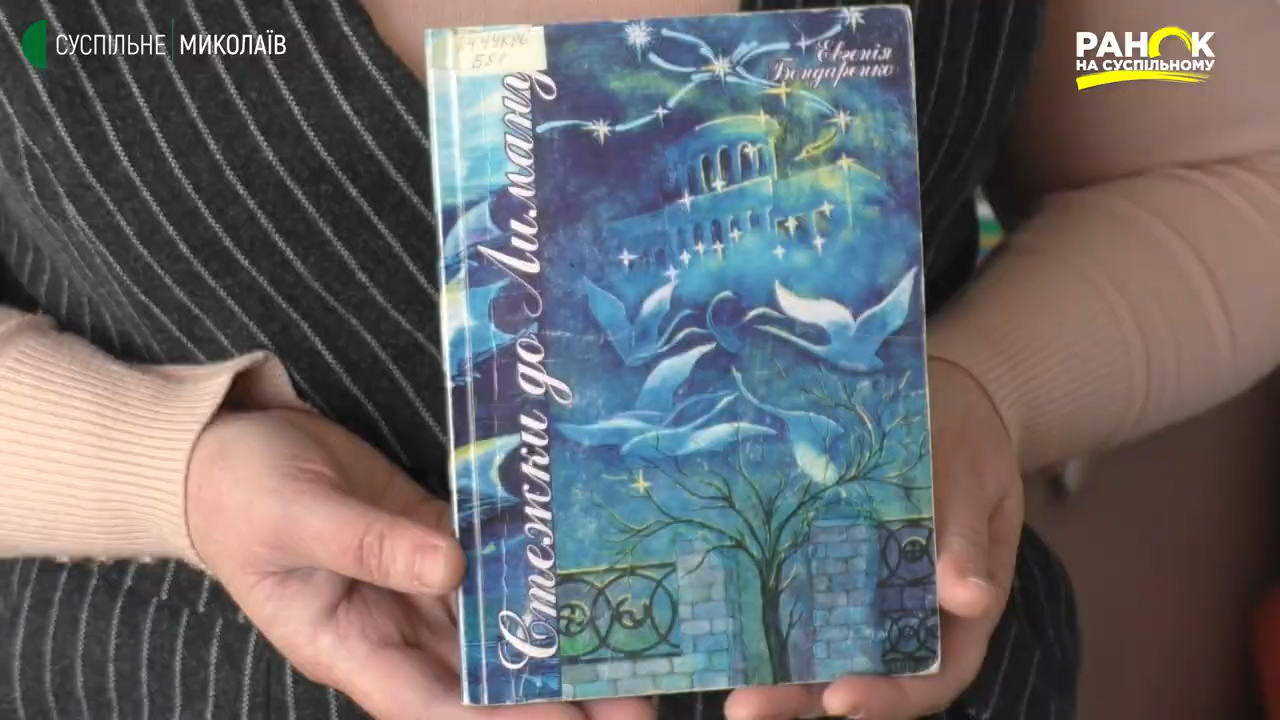 СУСПІЛЬНЕ МИКОЛАЇВ
РАНОК
НА СУСПІЛЬНОМУ
Євгенія
Бондаренко
Стежки до Лиману